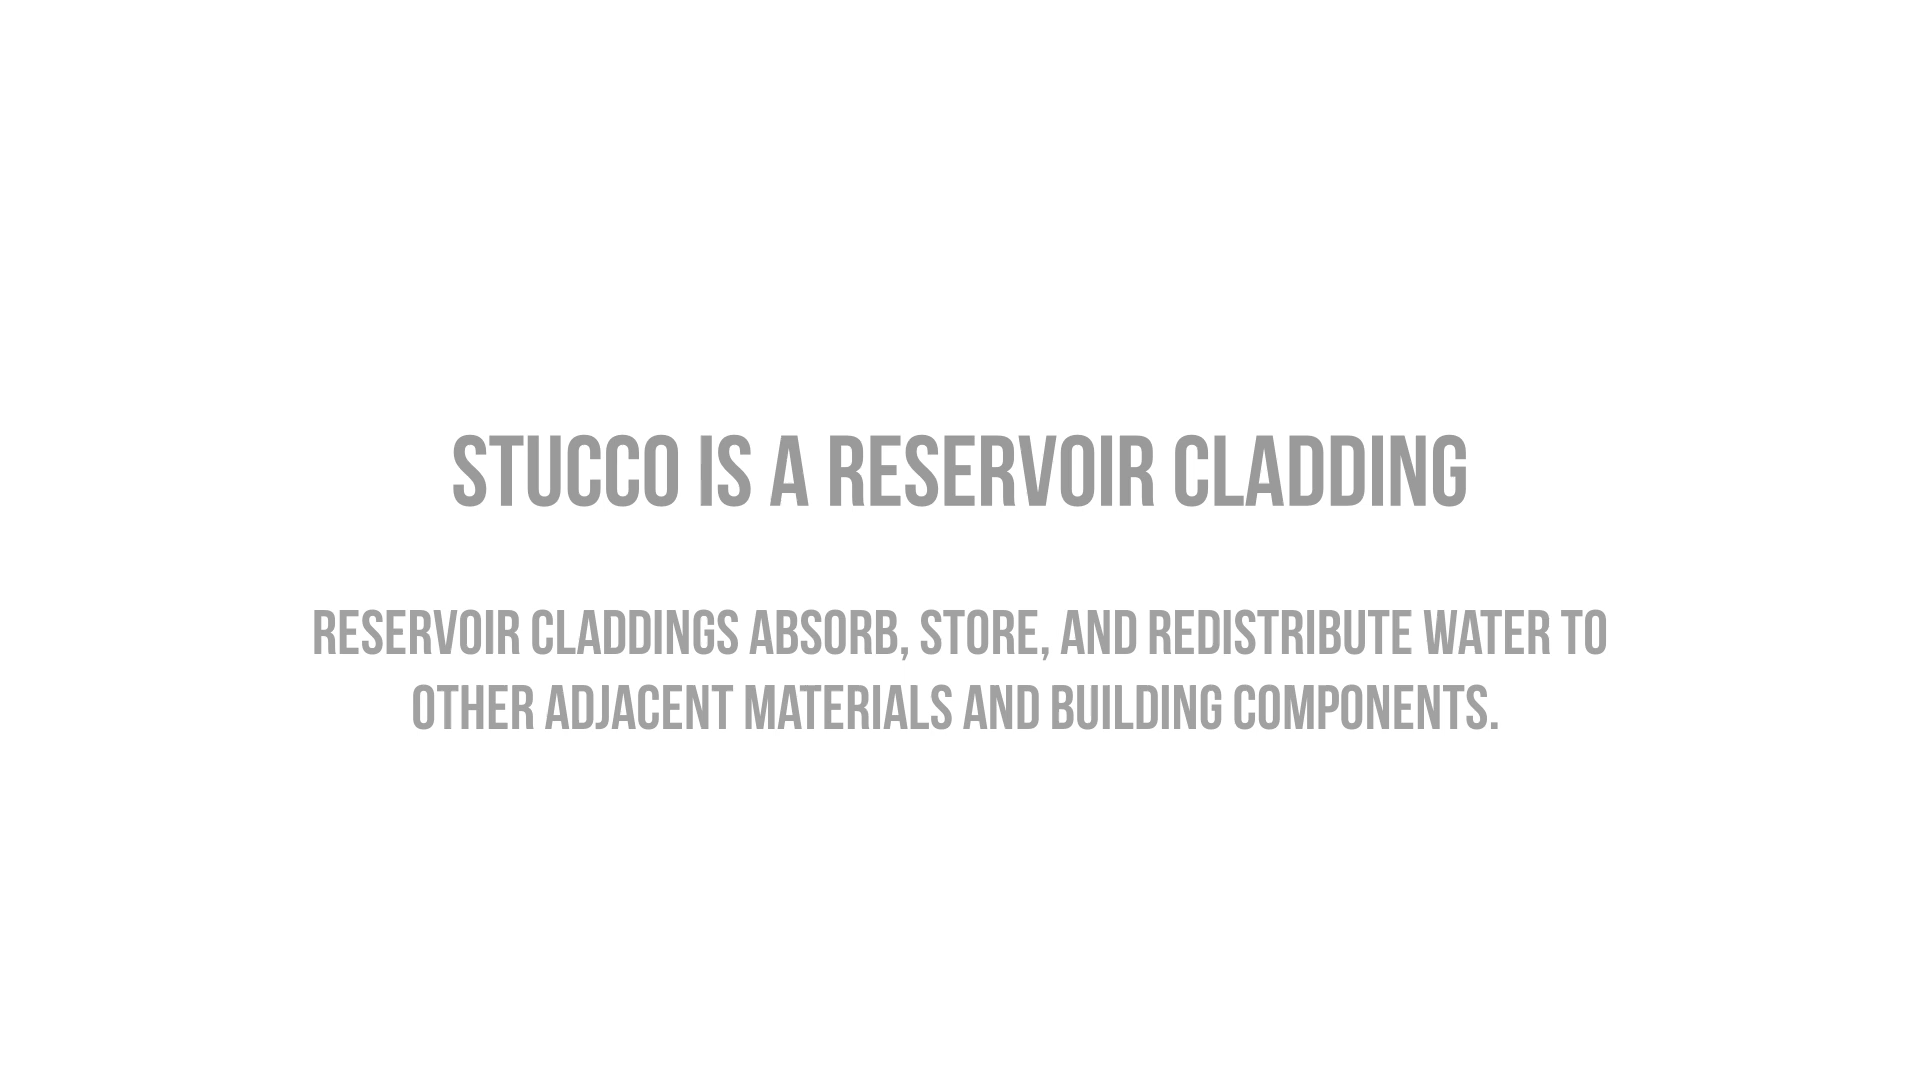 STUCCO IS A RESERVOIR CLADDING
RESERVOIR CLADDINGS ABSORB, STORE, AND REDISTRIBUTE WATER TO
OTHER ADJACENT MATERIALS AND BUILDING COMPONENTS.